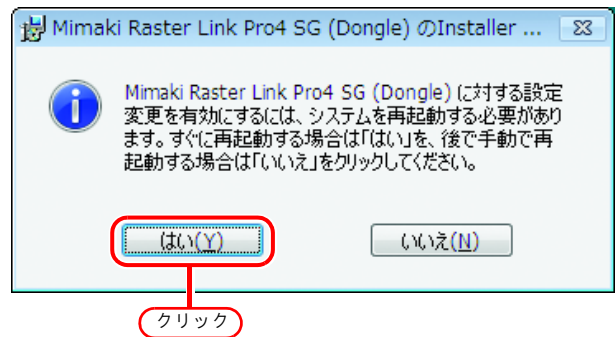 Mimaki Raster Link Pro4 SG (Dongle) のInstaller ...
Mimaki Raster Link Pro4 SG (Dongle) に対する設定
変更を有効にするには、システムを再起動する必要があり
ます。すぐに再起動する場合は「はい」を、後で手動で再
起動する場合は「いいえ」をクリックしてください。
はい(Y)
いいえ(N)
クリック